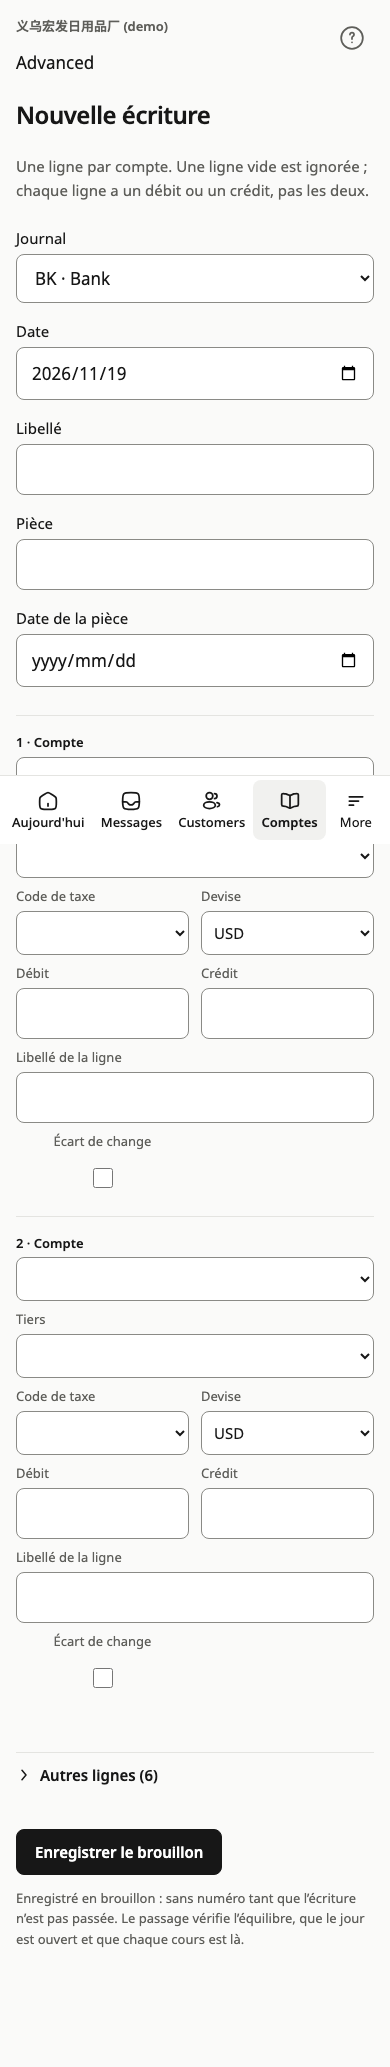 义乌宏发日用品厂 (demo)
Advanced
Nouvelle écriture
Une ligne par compte. Une ligne vide est ignorée ;
chaque ligne a un débit ou un crédit, pas les deux.
Journal
BK · Bank
Date
2026/11/19
Libellé
Pièce
Date de la pièce
yyyy/mm/dd
1 · Compte
Aujourd'hui Messages Customers Comptes More
Code de taxe Devise
USD
Débit Crédit
Libellé de la ligne
Écart de change
2 · Compte
Tiers
Code de taxe Devise
USD
Débit Crédit
Libellé de la ligne
Écart de change
Autres lignes (6)
Enregistrer le brouillon
Enregistré en brouillon : sans numéro tant que l’écriture
n’est pas passée. Le passage vérifie l’équilibre, que le jour
est ouvert et que chaque cours est là.